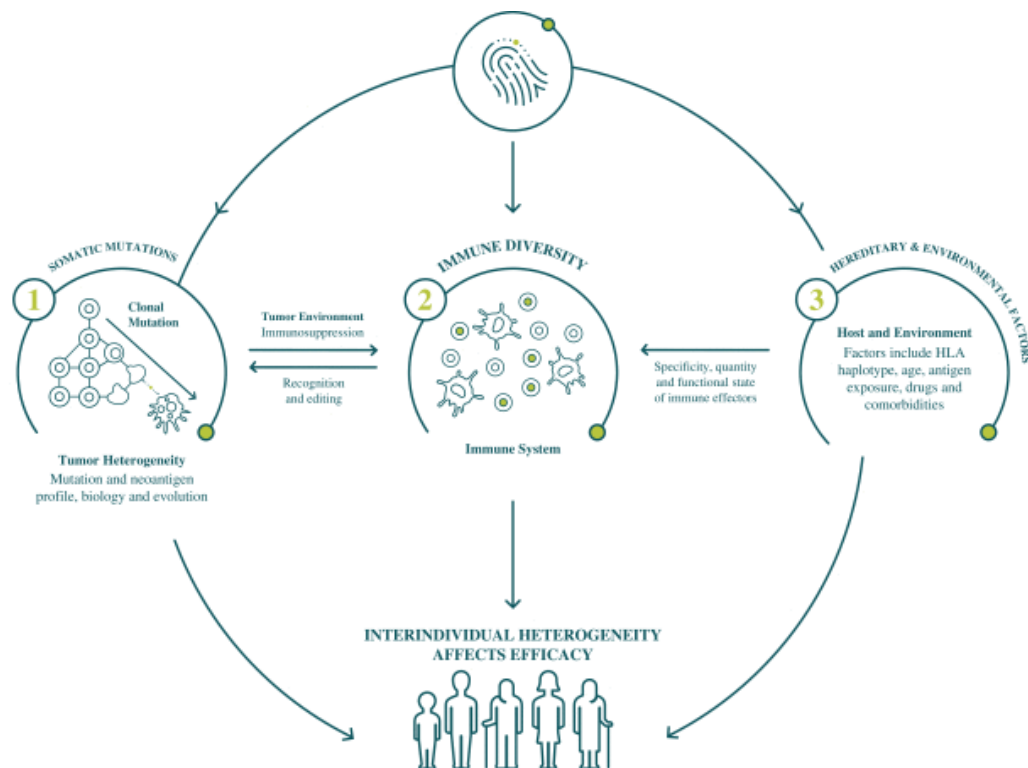 SOMATIC MUTATIONS
1
Clonal
Mutation
Tumor Heterogeneity
Mutation and neoantigen
profile, biology and evolution
Tumor Environment
Immunosuppression
Recognition
and editing
IMMUNE DIVERSITY
2
Immune System
Specificity, quantity
and functional state
of immune effectors
HEREDITARY & ENVIRONMENTAL FACTORS
3
Host and Environment
Factors include HLA
haplotype, age, antigen
exposure, drugs and
comorbidities
INTERINDIVIDUAL HETEROGENEITY
AFFECTS EFFICACY